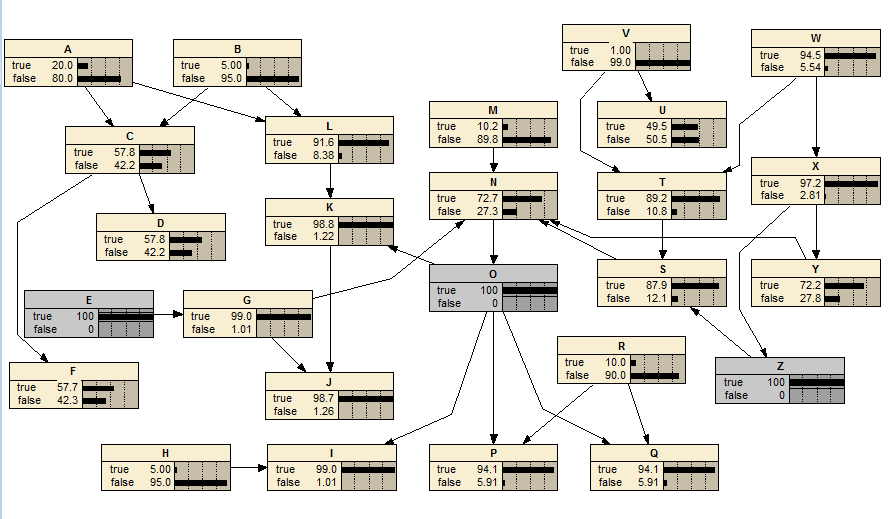 A
true 20.0
false 80.0
B
true 5.00
false 95.0
V
true 1.00
false 99.0
W
true 94.5
false 5.54
C
true 57.8
false 42.2
L
true 91.6
false 8.38
M
true 10.2
false 89.8
U
true 49.5
false 50.5
X
true 97.2
false 2.81
N
true 72.7
false 27.3
T
true 89.2
false 10.8
D
true 57.8
false 42.2
K
true 98.8
false 1.22
O
true 100
false 0
S
true 87.9
false 12.1
Y
true 72.2
false 27.8
E
true 100
false 0
G
true 99.0
false 1.01
R
true 10.0
false 90.0
Z
true 100
false 0
F
true 57.7
false 42.3
J
true 98.7
false 1.26
H
true 5.00
false 95.0
I
true 99.0
false 1.01
P
true 94.1
false 5.91
Q
true 94.1
false 5.91